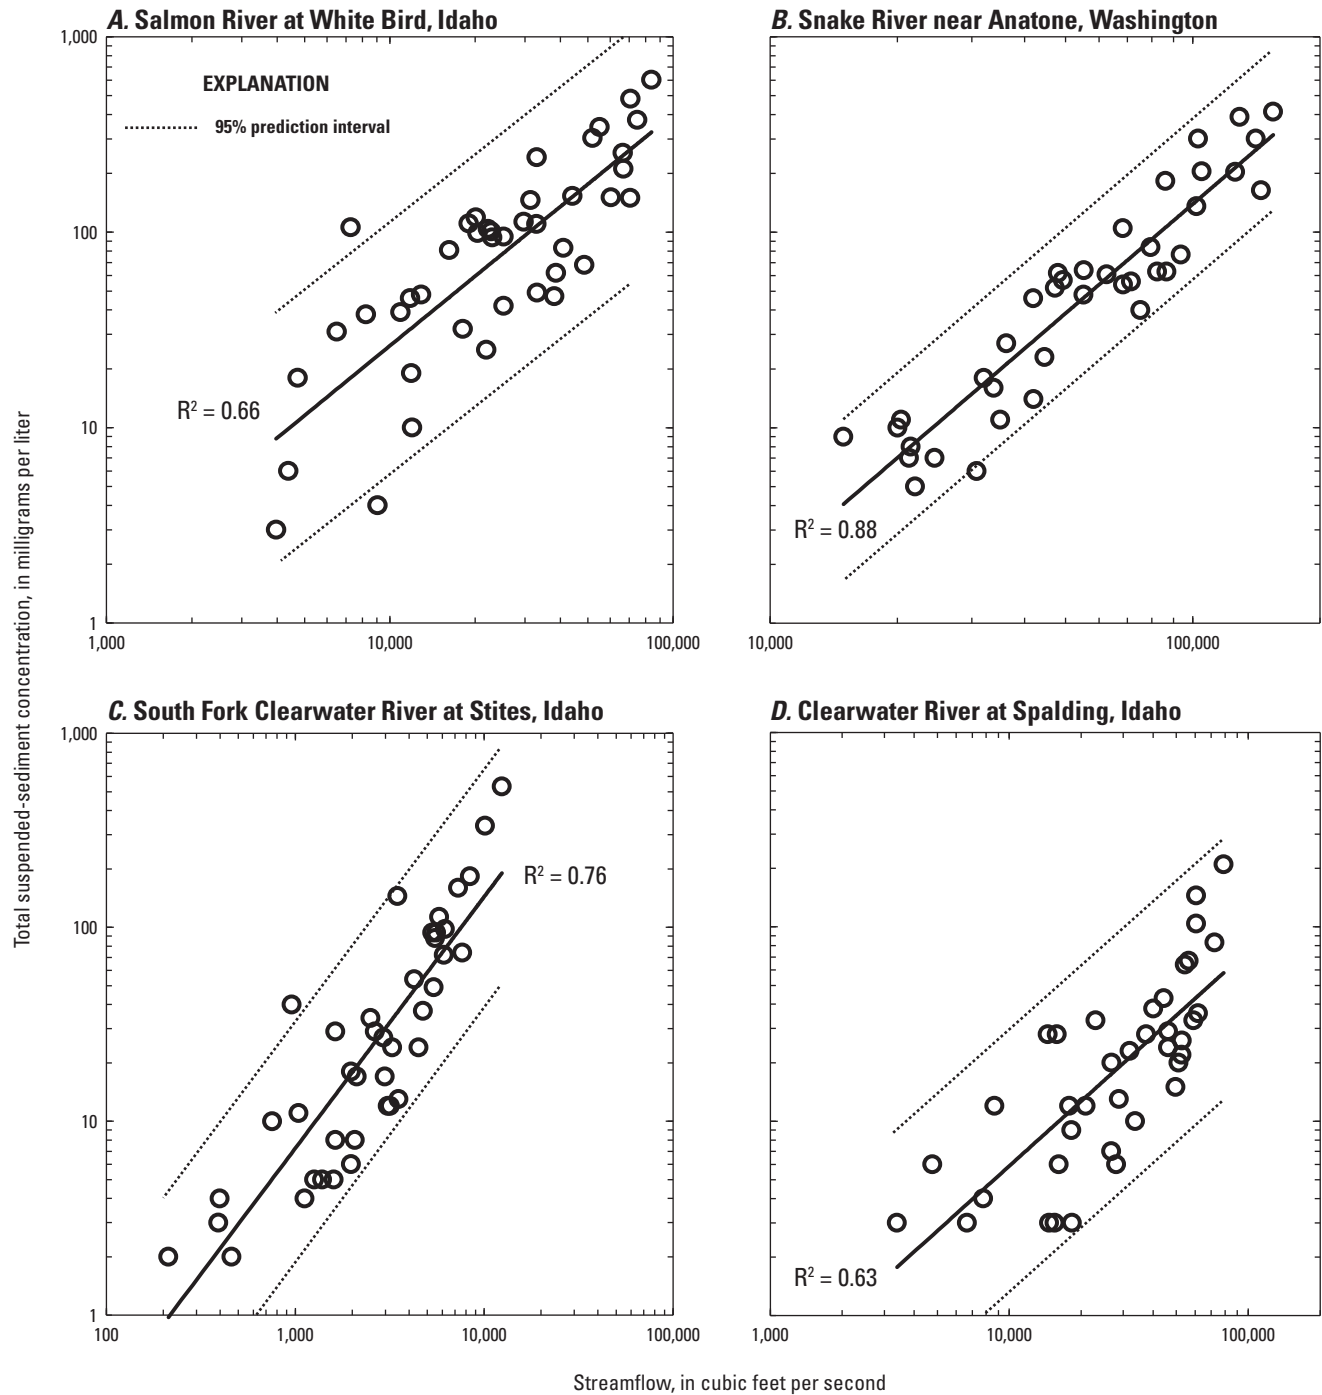 A. Salmon River at White Bird, Idaho
1,000
100
10
1
EXPLANATION
95% prediction interval
R² = 0.66
1,000
10,000
100,000
B. Snake River near Anatone, Washington
R² = 0.88
10,000
100,000
C. South Fork Clearwater River at Stites, Idaho
1,000
100
10
1
R² = 0.76
100
1,000
10,000
100,000
D. Clearwater River at Spalding, Idaho
R² = 0.63
1,000
10,000
100,000
Total suspended-sediment concentration, in milligrams per liter
Streamflow, in cubic feet per second